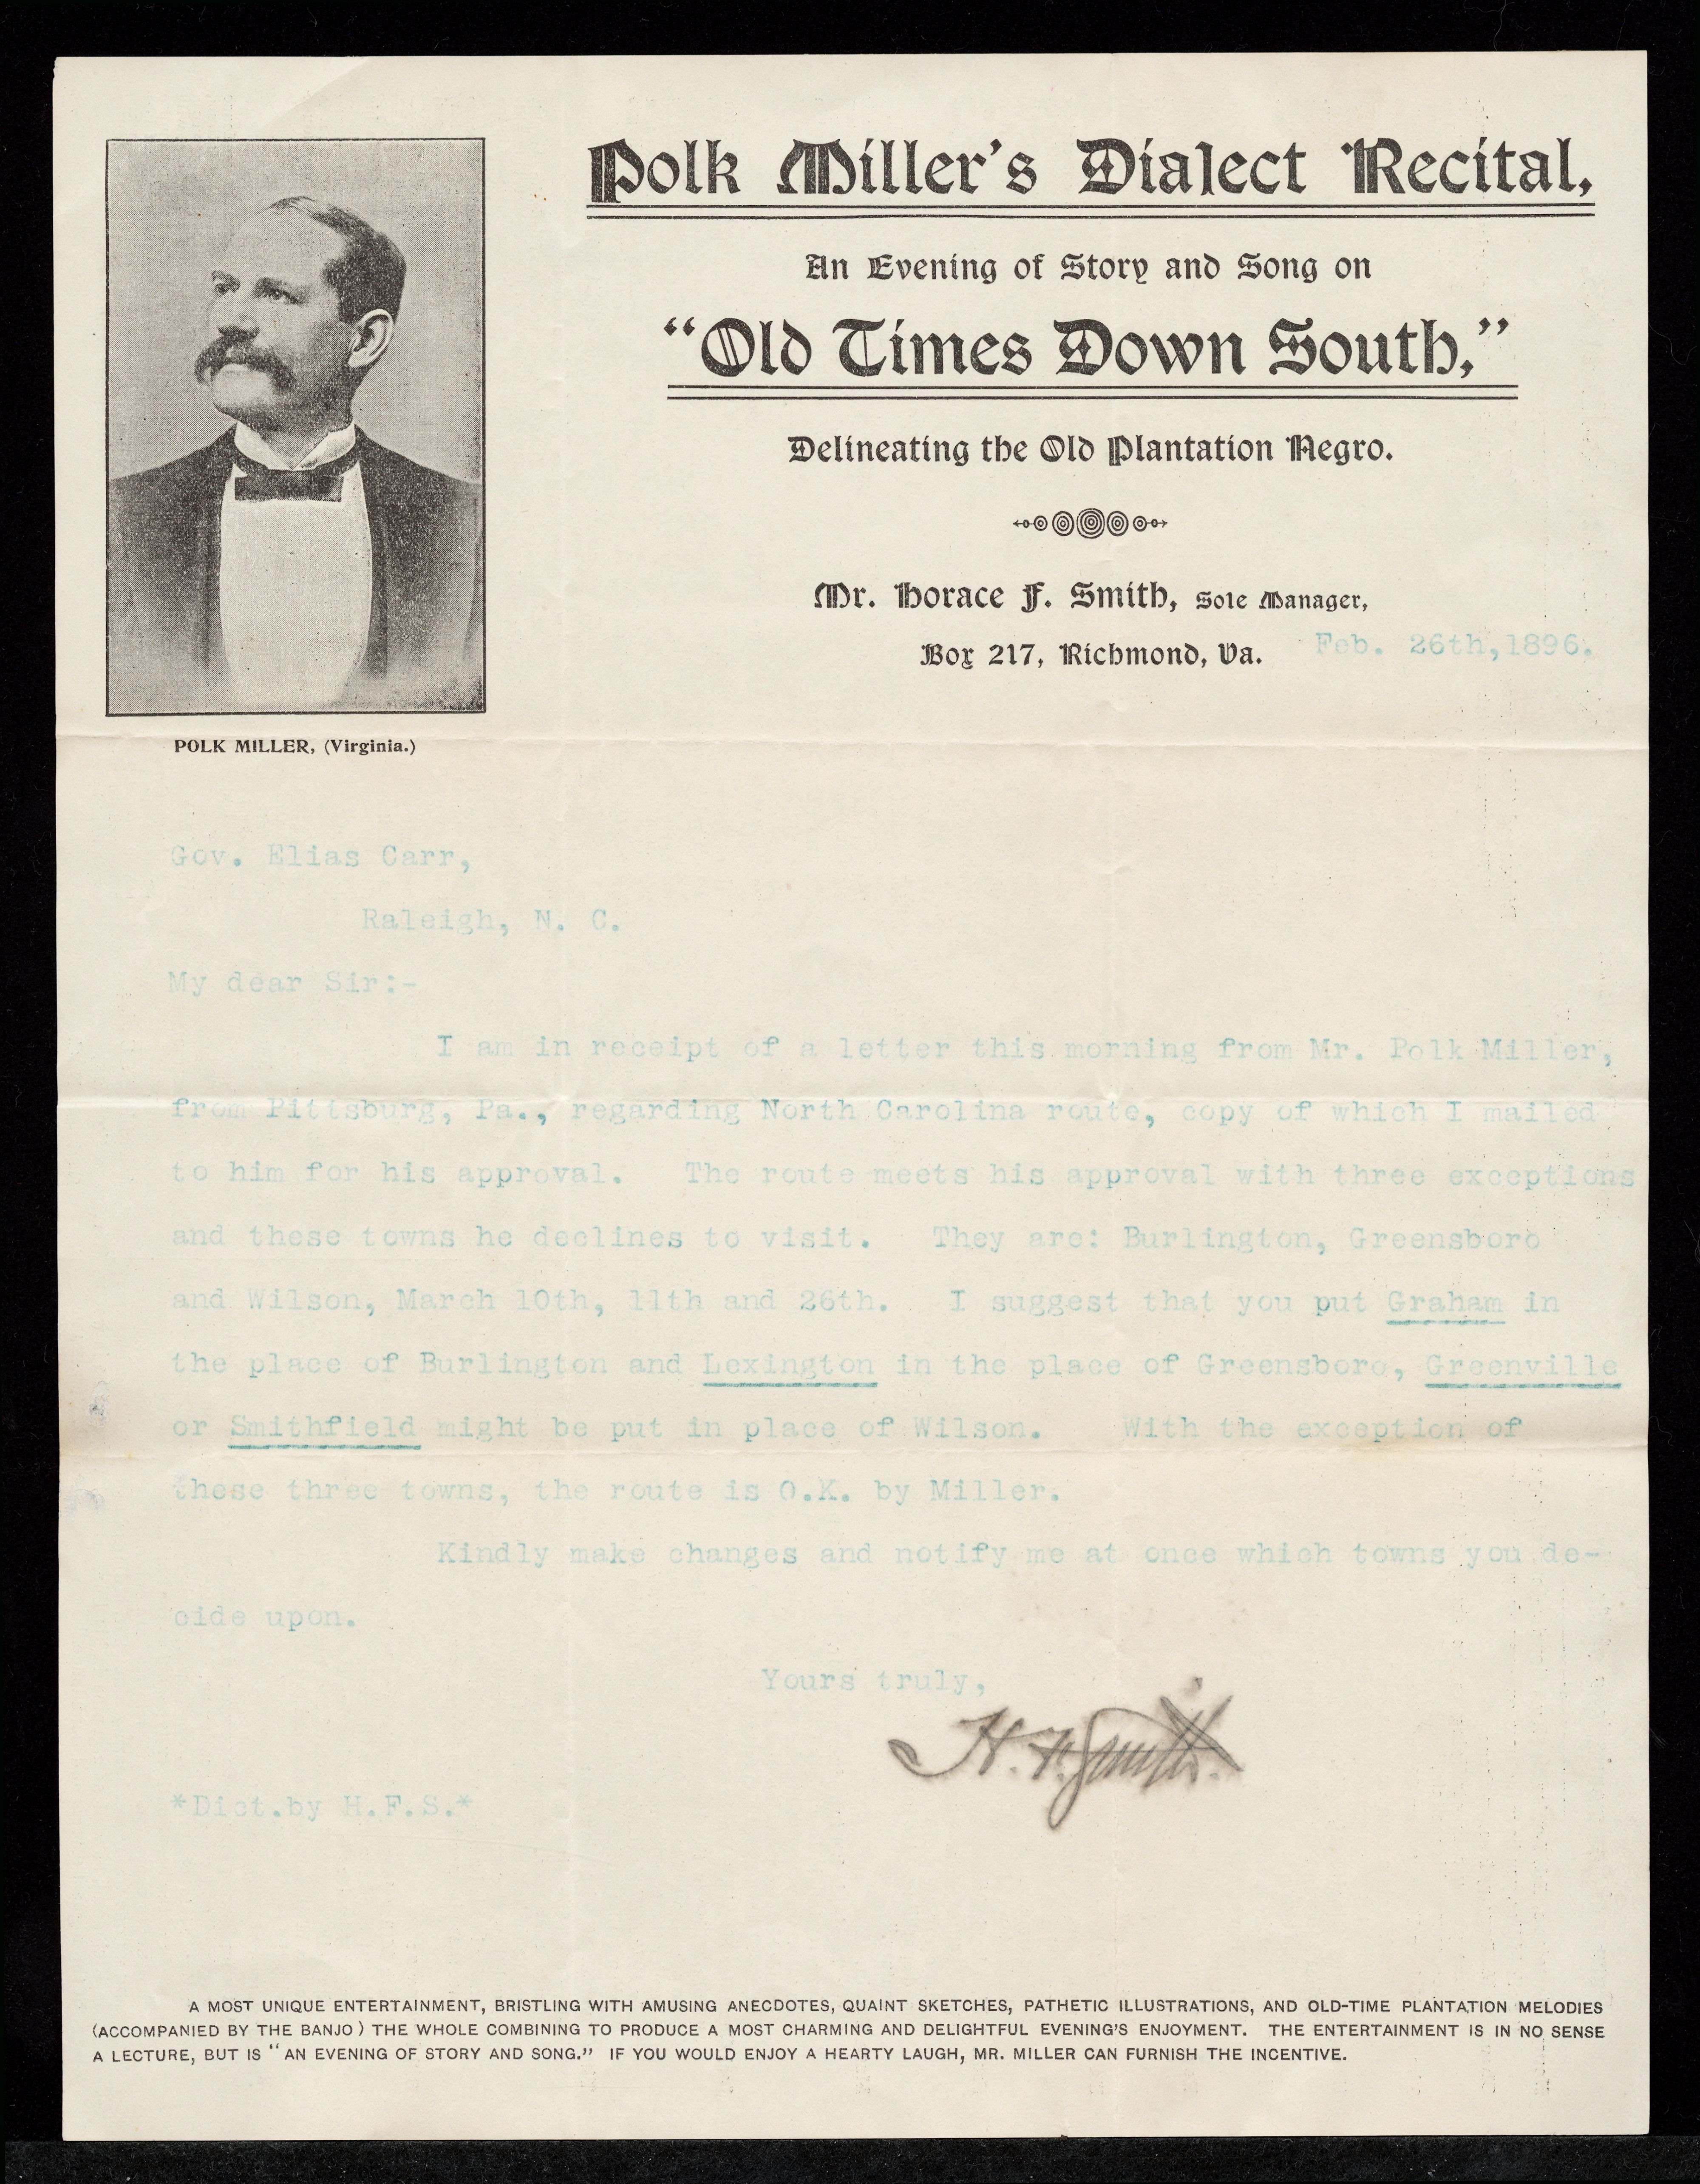 Polk Miller's Dialect Recital,
An Evening of Story and Song on
“Old Times Down South,”
Delineating the Old Plantation Negro.
Mr. Horace F. Smith, Sole Manager,
Box 217, Richmond, Va. Feb. 26th,1896.
POLK MILLER, (Virginia.)
Gov. Elias Carr,
Raleigh, N. C.
My dear Sir:-
I am in receipt of a letter this morning from Mr. Polk Miller,
from Pittsburg, Pa., regarding North Carolina route, copy of which I mailed
to him for his approval. The route meets his approval with three exceptions
and these towns he declines to visit. They are: Burlington, Greensboro
and Wilson, March 10th, 11th and 26th. I suggest that you put Graham in
the place of Burlington and Lexington in the place of Greensboro, Greenville
or Smithfield might be put in place of Wilson. With the exception of
these three towns, the route is O.K. by Miller.
Kindly make changes and notify me at once which towns you de-
cide upon.
Yours truly,
H. F. Smith.
*Dict.by H.F.S.*
A MOST UNIQUE ENTERTAINMENT, BRISTLING WITH AMUSING ANECDOTES, QUAINT SKETCHES, PATHETIC ILLUSTRATIONS, AND OLD-TIME PLANTATION MELODIES
(ACCOMPANIED BY THE BANJO) THE WHOLE COMBINING TO PRODUCE A MOST CHARMING AND DELIGHTFUL EVENING'S ENJOYMENT. THE ENTERTAINMENT IS IN NO SENSE
A LECTURE, BUT IS “AN EVENING OF STORY AND SONG.” IF YOU WOULD ENJOY A HEARTY LAUGH, MR. MILLER CAN FURNISH THE INCENTIVE.